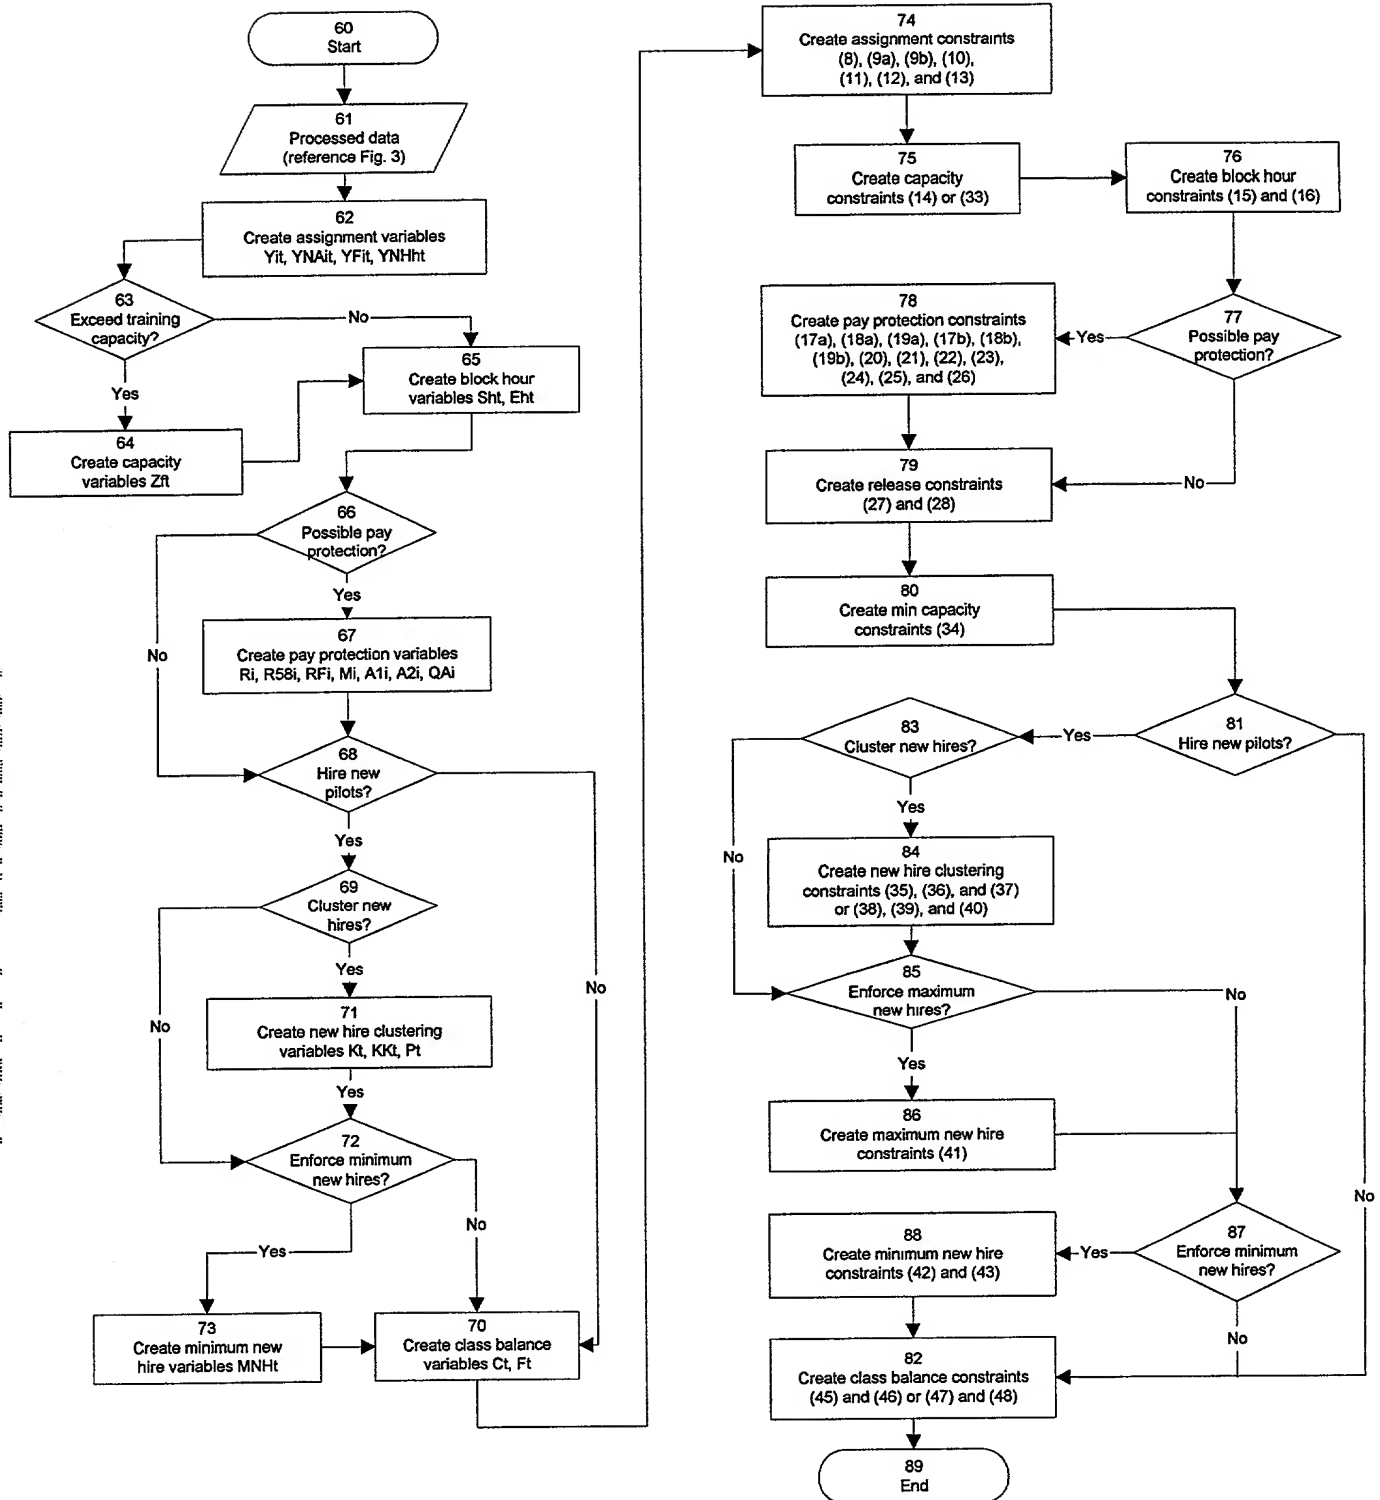 60
Start
61
Processed data
(reference Fig. 3)
62
Create assignment variables
Yit, YNAit, YFit, YNHht
63
Exceed training
capacity?
No
Yes
64
Create capacity
variables Zft
65
Create block hour
variables Sht, Eht
66
Possible pay
protection?
Yes
No
67
Create pay protection variables
Ri, R58i, RFi, Mi, A1i, A2i, QAi
68
Hire new
pilots?
Yes
No
69
Cluster new
hires?
Yes
No
71
Create new hire clustering
variables Kt, KKt, Pt
Yes
72
Enforce minimum
new hires?
No
Yes
73
Create minimum new
hire variables MNHt
70
Create class balance
variables Ct, Ft
74
Create assignment constraints
(8), (9a), (9b), (10),
(11), (12), and (13)
75
Create capacity
constraints (14) or (33)
76
Create block hour
constraints (15) and (16)
77
Possible pay
protection?
Yes
No
78
Create pay protection constraints
(17a), (18a), (19a), (17b), (18b),
(19b), (20), (21), (22), (23),
(24), (25), and (26)
79
Create release constraints
(27) and (28)
80
Create min capacity
constraints (34)
81
Hire new pilots?
Yes
No
83
Cluster new hires?
Yes
No
84
Create new hire clustering
constraints (35), (36), and (37)
or (38), (39), and (40)
85
Enforce maximum
new hires?
No
Yes
86
Create maximum new hire
constraints (41)
87
Enforce minimum
new hires?
Yes
No
88
Create minimum new hire
constraints (42) and (43)
82
Create class balance constraints
(45) and (46) or (47) and (48)
89
End